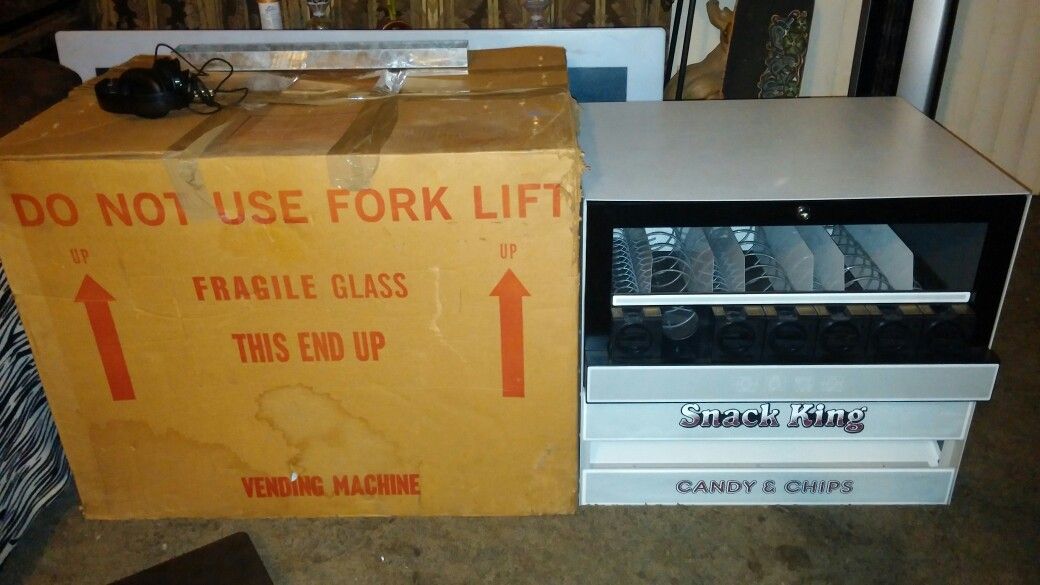 DO NOT USE FORK LIFT
UP
UP
FRAGILE GLASS
THIS END UP
VENDING MACHINE
Snack King
CANDY & CHIPS